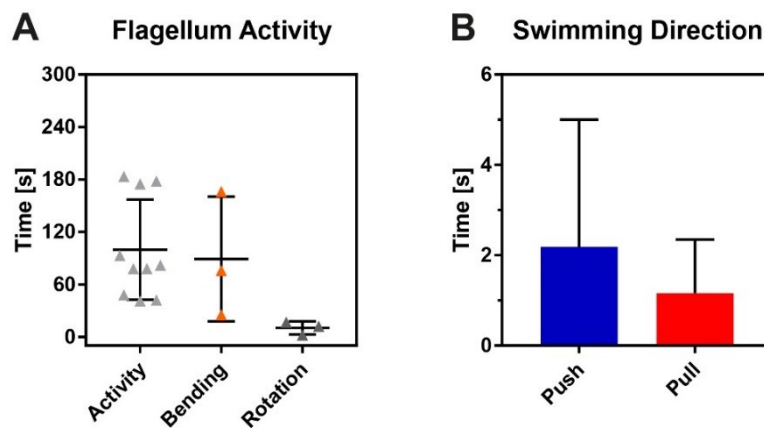 A Flagellum Activity
Time [s]
300
240
180
120
60
0
Activity
Bending
Rotation
B Swimming Direction
Time [s]
6
4
2
0
Push
Pull